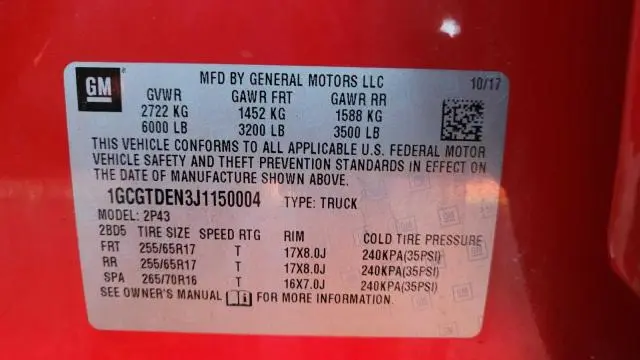 GM
MFD BY GENERAL MOTORS LLC 10/17
GVWR GAWR FRT GAWR RR
2722 KG 1452 KG 1588 KG
6000 LB 3200 LB 3500 LB
THIS VEHICLE CONFORMS TO ALL APPLICABLE U.S. FEDERAL MOTOR
VEHICLE SAFETY AND THEFT PREVENTION STANDARDS IN EFFECT ON
THE DATE OF MANUFACTURE SHOWN ABOVE.
1GCGTDEN3J1150004 TYPE: TRUCK
MODEL: 2P43
2BD5 TIRE SIZE SPEED RTG RIM COLD TIRE PRESSURE
FRT 255/65R17 T 17X8.0J 240KPA(35PSI)
RR 255/65R17 T 17X8.0J 240KPA(35PSI)
SPA 265/70R16 T 16X7.0J 240KPA(35PSI)
SEE OWNER'S MANUAL FOR MORE INFORMATION.